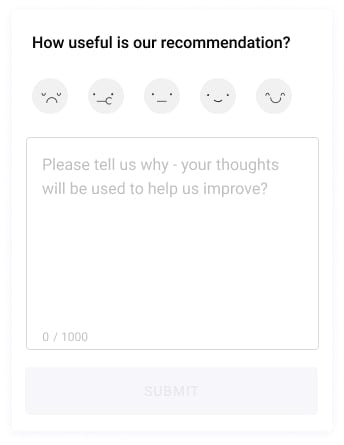 How useful is our recommendation?
Please tell us why - your thoughts
will be used to help us improve?
0 / 1000
SUBMIT